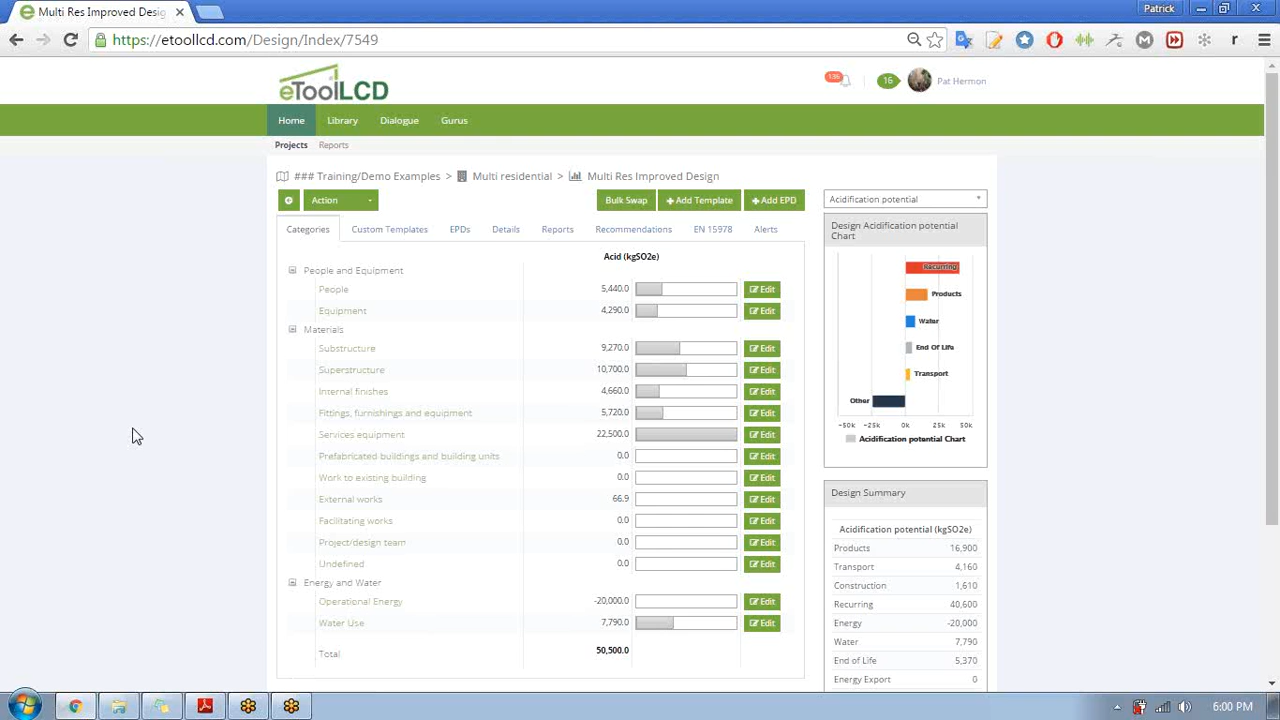 Multi Res Improved Desig
Patrick
https://etoollcd.com/Design/Index/7549
eToolLCD
136
16
Pat Hermon
Home
Library
Dialogue
Gurus
Projects
Reports
### Training/Demo Examples > Multi residential > Multi Res Improved Design
Action
Bulk Swap
Add Template
Add EPD
Categories
Custom Templates
EPDs
Details
Reports
Recommendations
EN 15978
Alerts
Acid (kgSO2e)
People and Equipment
People 5,440.0 Edit
Equipment 4,290.0 Edit
Materials
Substructure 9,270.0 Edit
Superstructure 10,700.0 Edit
Internal finishes 4,660.0 Edit
Fittings, furnishings and equipment 5,720.0 Edit
Services equipment 22,500.0 Edit
Prefabricated buildings and building units 0.0 Edit
Work to existing building 0.0 Edit
External works 66.9 Edit
Facilitating works 0.0 Edit
Project/design team 0.0 Edit
Undefined 0.0 Edit
Energy and Water
Operational Energy -20,000.0 Edit
Water Use 7,790.0 Edit
Total 50,500.0
Acidification potential
Design Acidification potential
Chart
Recurring
Products
Water
End Of Life
Transport
Other
-50k -25k 0k 25k 50k
Acidification potential Chart
Design Summary
Acidification potential (kgSO2e)
Products 16,900
Transport 4,160
Construction 1,610
Recurring 40,600
Energy -20,000
Water 7,790
End of Life 5,370
Energy Export 0
6:00 PM